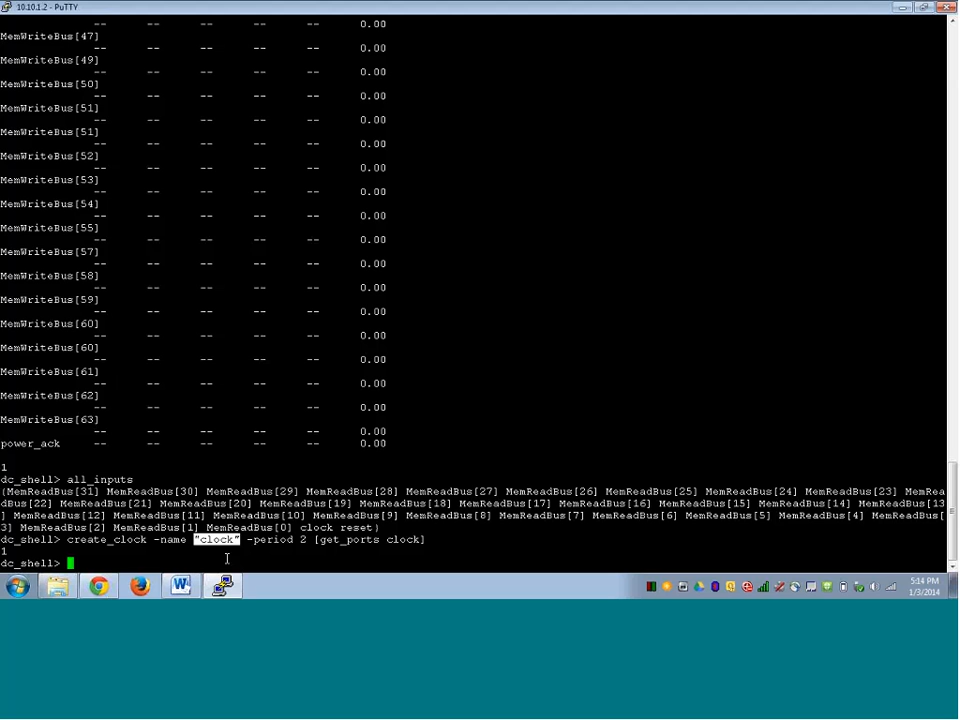 10.10.1.2 - PuTTY
-- -- -- -- 0.00
MemWriteBus[47]
-- -- -- -- 0.00
MemWriteBus[49]
-- -- -- -- 0.00
MemWriteBus[50]
-- -- -- -- 0.00
MemWriteBus[51]
-- -- -- -- 0.00
MemWriteBus[51]
-- -- -- -- 0.00
MemWriteBus[52]
-- -- -- -- 0.00
MemWriteBus[53]
-- -- -- -- 0.00
MemWriteBus[54]
-- -- -- -- 0.00
MemWriteBus[55]
-- -- -- -- 0.00
MemWriteBus[57]
-- -- -- -- 0.00
MemWriteBus[58]
-- -- -- -- 0.00
MemWriteBus[59]
-- -- -- -- 0.00
MemWriteBus[60]
-- -- -- -- 0.00
MemWriteBus[60]
-- -- -- -- 0.00
MemWriteBus[61]
-- -- -- -- 0.00
MemWriteBus[62]
-- -- -- -- 0.00
MemWriteBus[63]
-- -- -- -- 0.00
power_ack -- -- -- -- 0.00
1
dc_shell> all_inputs
{MemReadBus[31] MemReadBus[30] MemReadBus[29] MemReadBus[28] MemReadBus[27] MemReadBus[26] MemReadBus[25] MemReadBus[24] MemReadBus[23] MemRea
dBus[22] MemReadBus[21] MemReadBus[20] MemReadBus[19] MemReadBus[18] MemReadBus[17] MemReadBus[16] MemReadBus[15] MemReadBus[14] MemReadBus[13
] MemReadBus[12] MemReadBus[11] MemReadBus[10] MemReadBus[9] MemReadBus[8] MemReadBus[7] MemReadBus[6] MemReadBus[5] MemReadBus[4] MemReadBus[
3] MemReadBus[2] MemReadBus[1] MemReadBus[0] clock reset}
dc_shell> create_clock -name "clock" -period 2 [get_ports clock]
1
dc_shell>
5:14 PM
1/3/2014